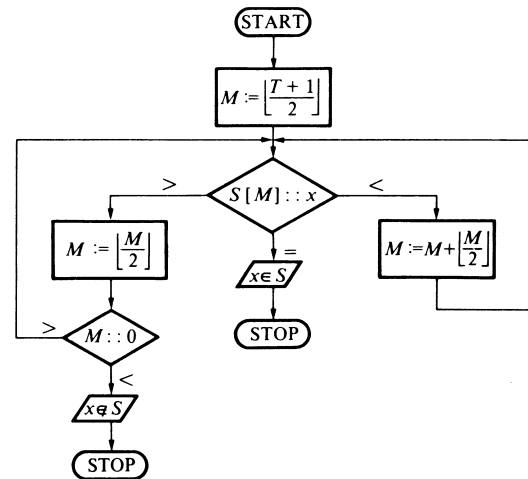 START
M := ⌊(T + 1)/2⌋
>
S[M] : : x
<
M := ⌊M/2⌋
=
M := M + ⌊M/2⌋
x ∈ S
>
M : : 0
STOP
<
x ∉ S
STOP